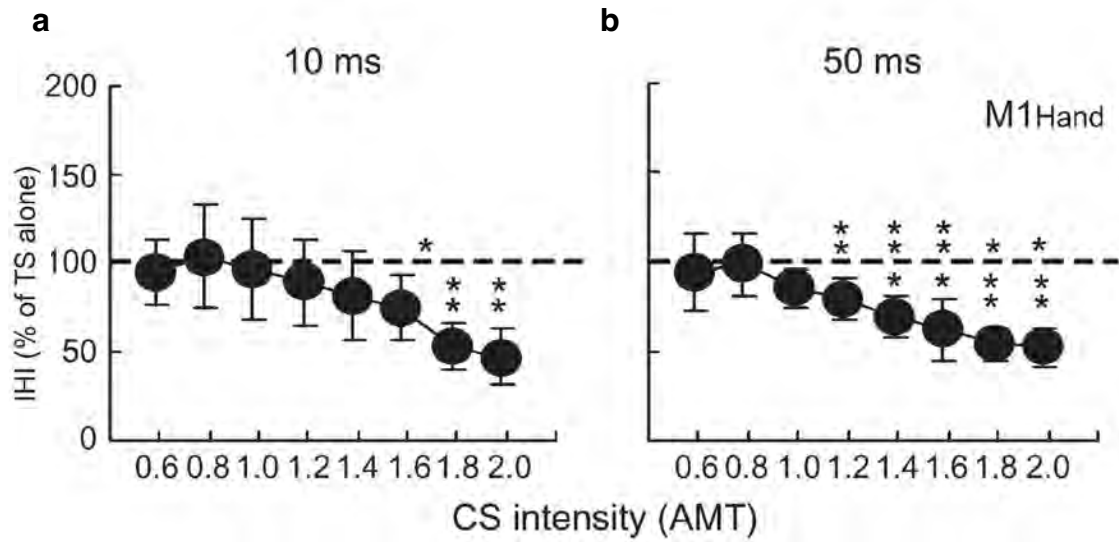 a
b
10 ms
50 ms
M1Hand
IHI (% of TS alone)
200
150
100
50
0
* 
* * * *
* * * * * * * * * * * * * *
0.6 0.8 1.0 1.2 1.4 1.6 1.8 2.0
0.6 0.8 1.0 1.2 1.4 1.6 1.8 2.0
CS intensity (AMT)